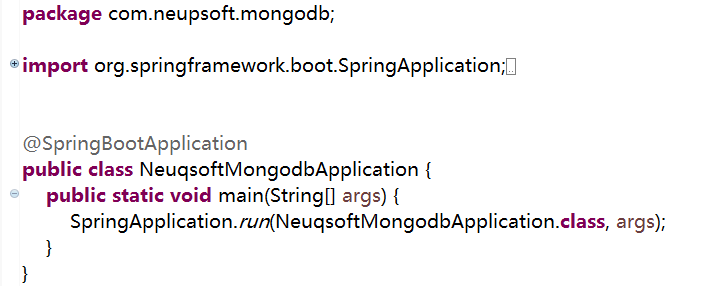 package com.neupsoft.mongodb;
import org.springframework.boot.SpringApplication;
@SpringBootApplication
public class NeuqsoftMongodbApplication {
public static void main(String[] args) {
SpringApplication.run(NeuqsoftMongodbApplication.class, args);
}
}